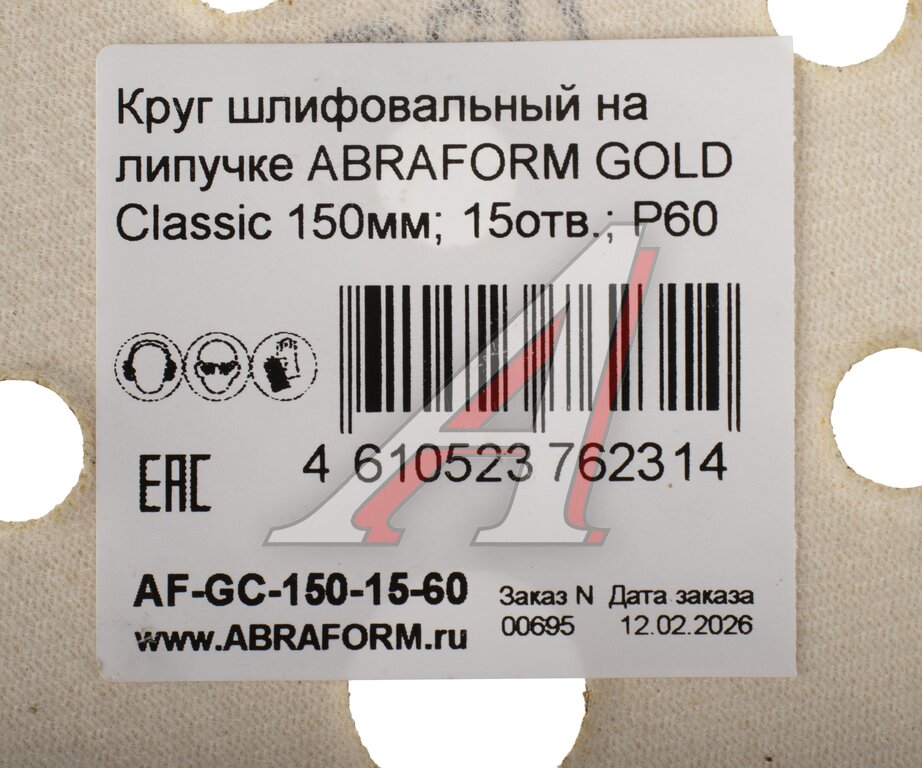 Круг шлифовальный на
липучке ABRAFORM GOLD
Classic 150мм; 15отв.; P60
4 610523 762314
EAC
AF-GC-150-15-60
www.ABRAFORM.ru
Заказ N Дата заказа
00695 12.02.2026